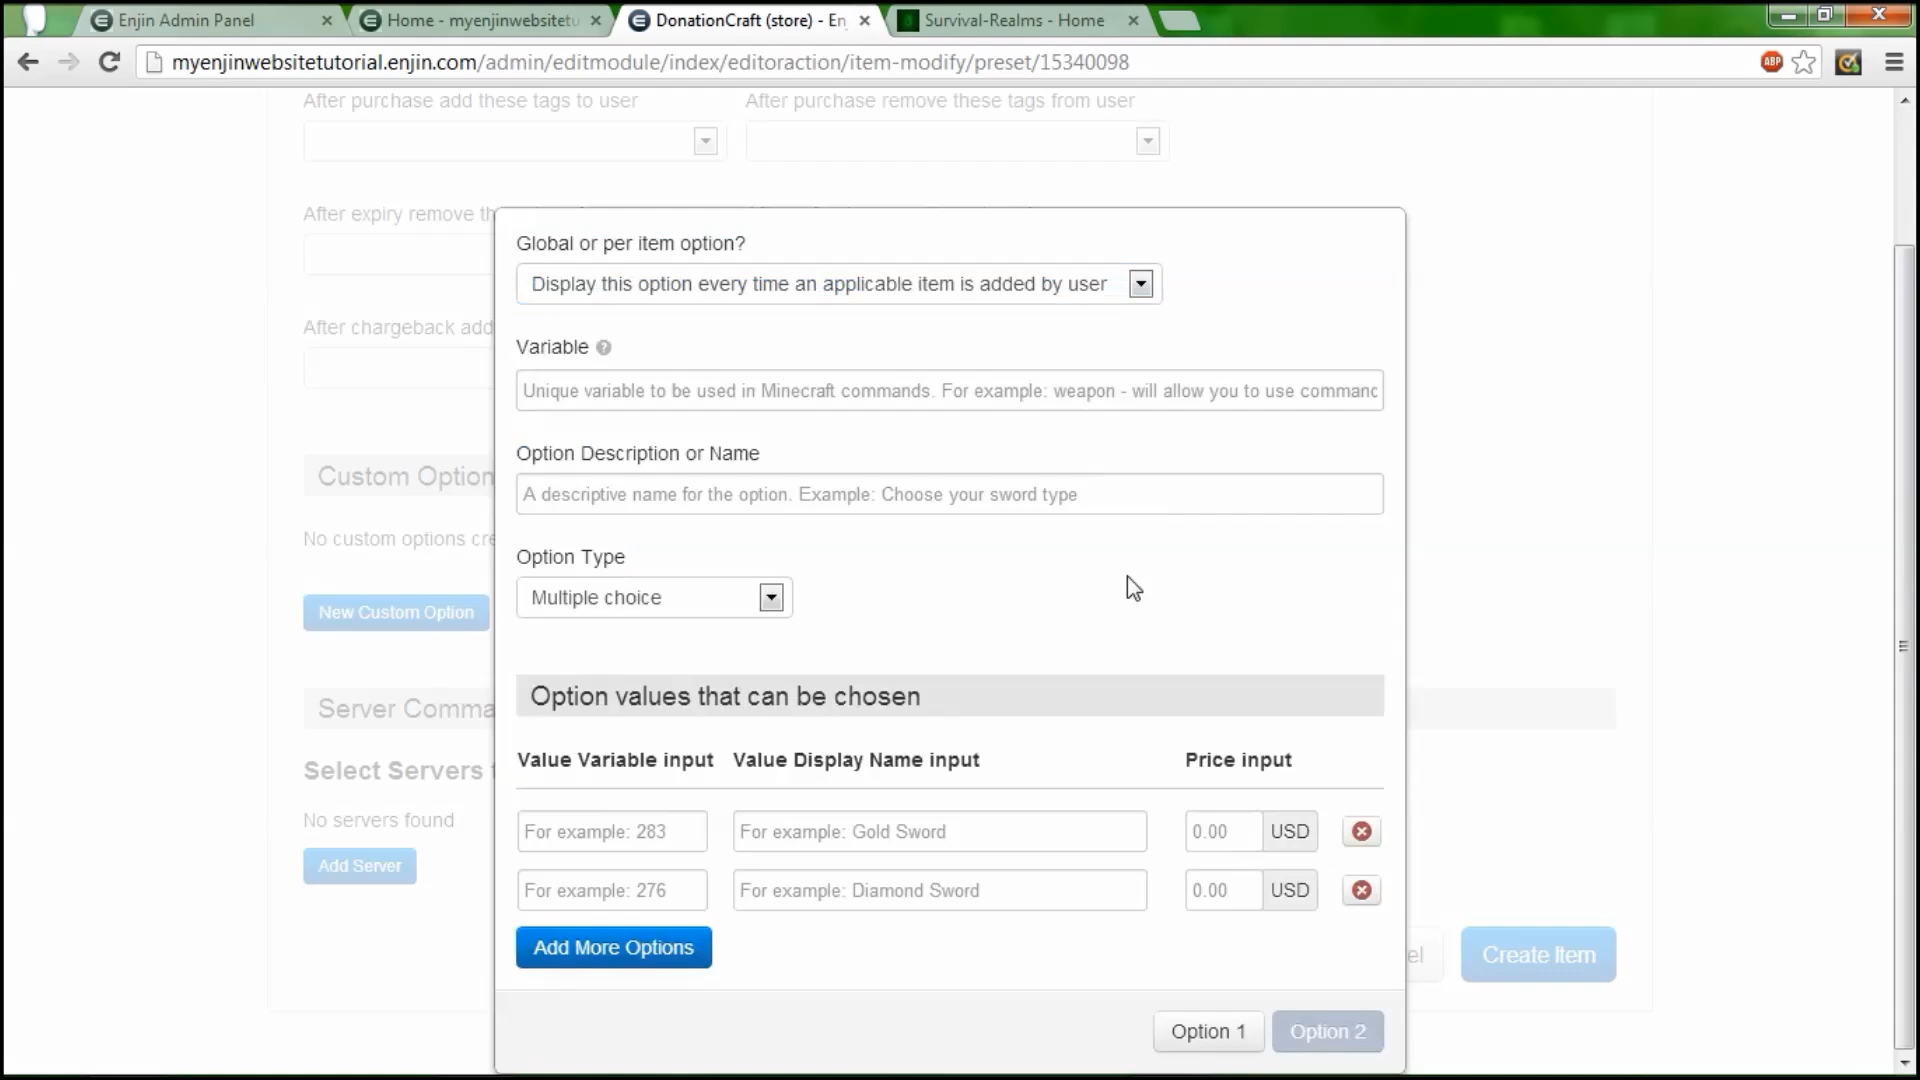 Enjin Admin Panel
Home - myenjinwebsitetu
DonationCraft (store) - En
Survival-Realms - Home
myenjinwebsitetutorial.enjin.com/admin/editmodule/index/editoraction/item-modify/preset/15340098
ABP
After purchase add these tags to user
After purchase remove these tags from user
After expiry remove th
Global or per item option?
Display this option every time an applicable item is added by user
After chargeback add
Variable ?
Unique variable to be used in Minecraft commands. For example: weapon - will allow you to use command
Option Description or Name
Custom Option
A descriptive name for the option. Example: Choose your sword type
No custom options cre
Option Type
Multiple choice
New Custom Option
Option values that can be chosen
Server Comma
Value Variable input
Value Display Name input
Price input
Select Servers t
No servers found
For example: 283
For example: Gold Sword
0.00
USD
Add Server
For example: 276
For example: Diamond Sword
0.00
USD
Add More Options
el
Create Item
Option 1
Option 2